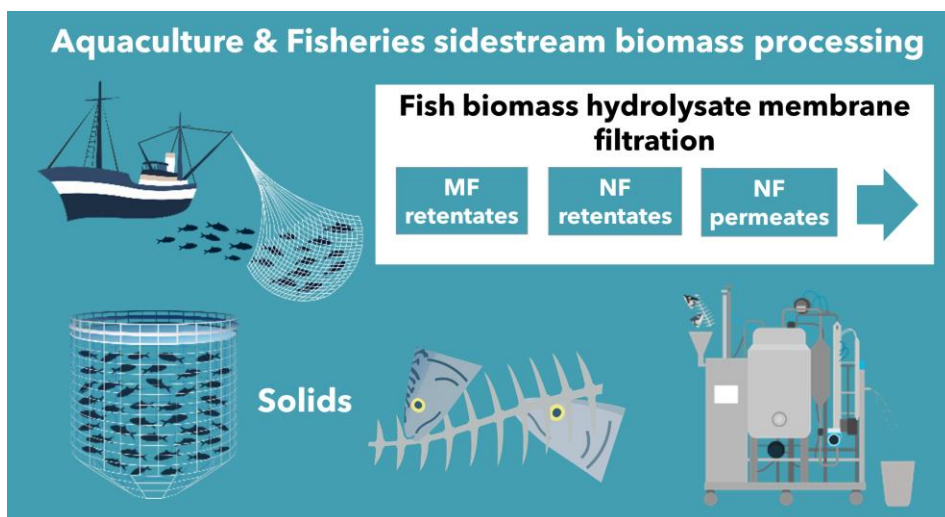 Aquaculture & Fisheries sidestream biomass processing
Fish biomass hydrolysate membrane
filtration
MF
retentates
NF
retentates
NF
permeates
Solids